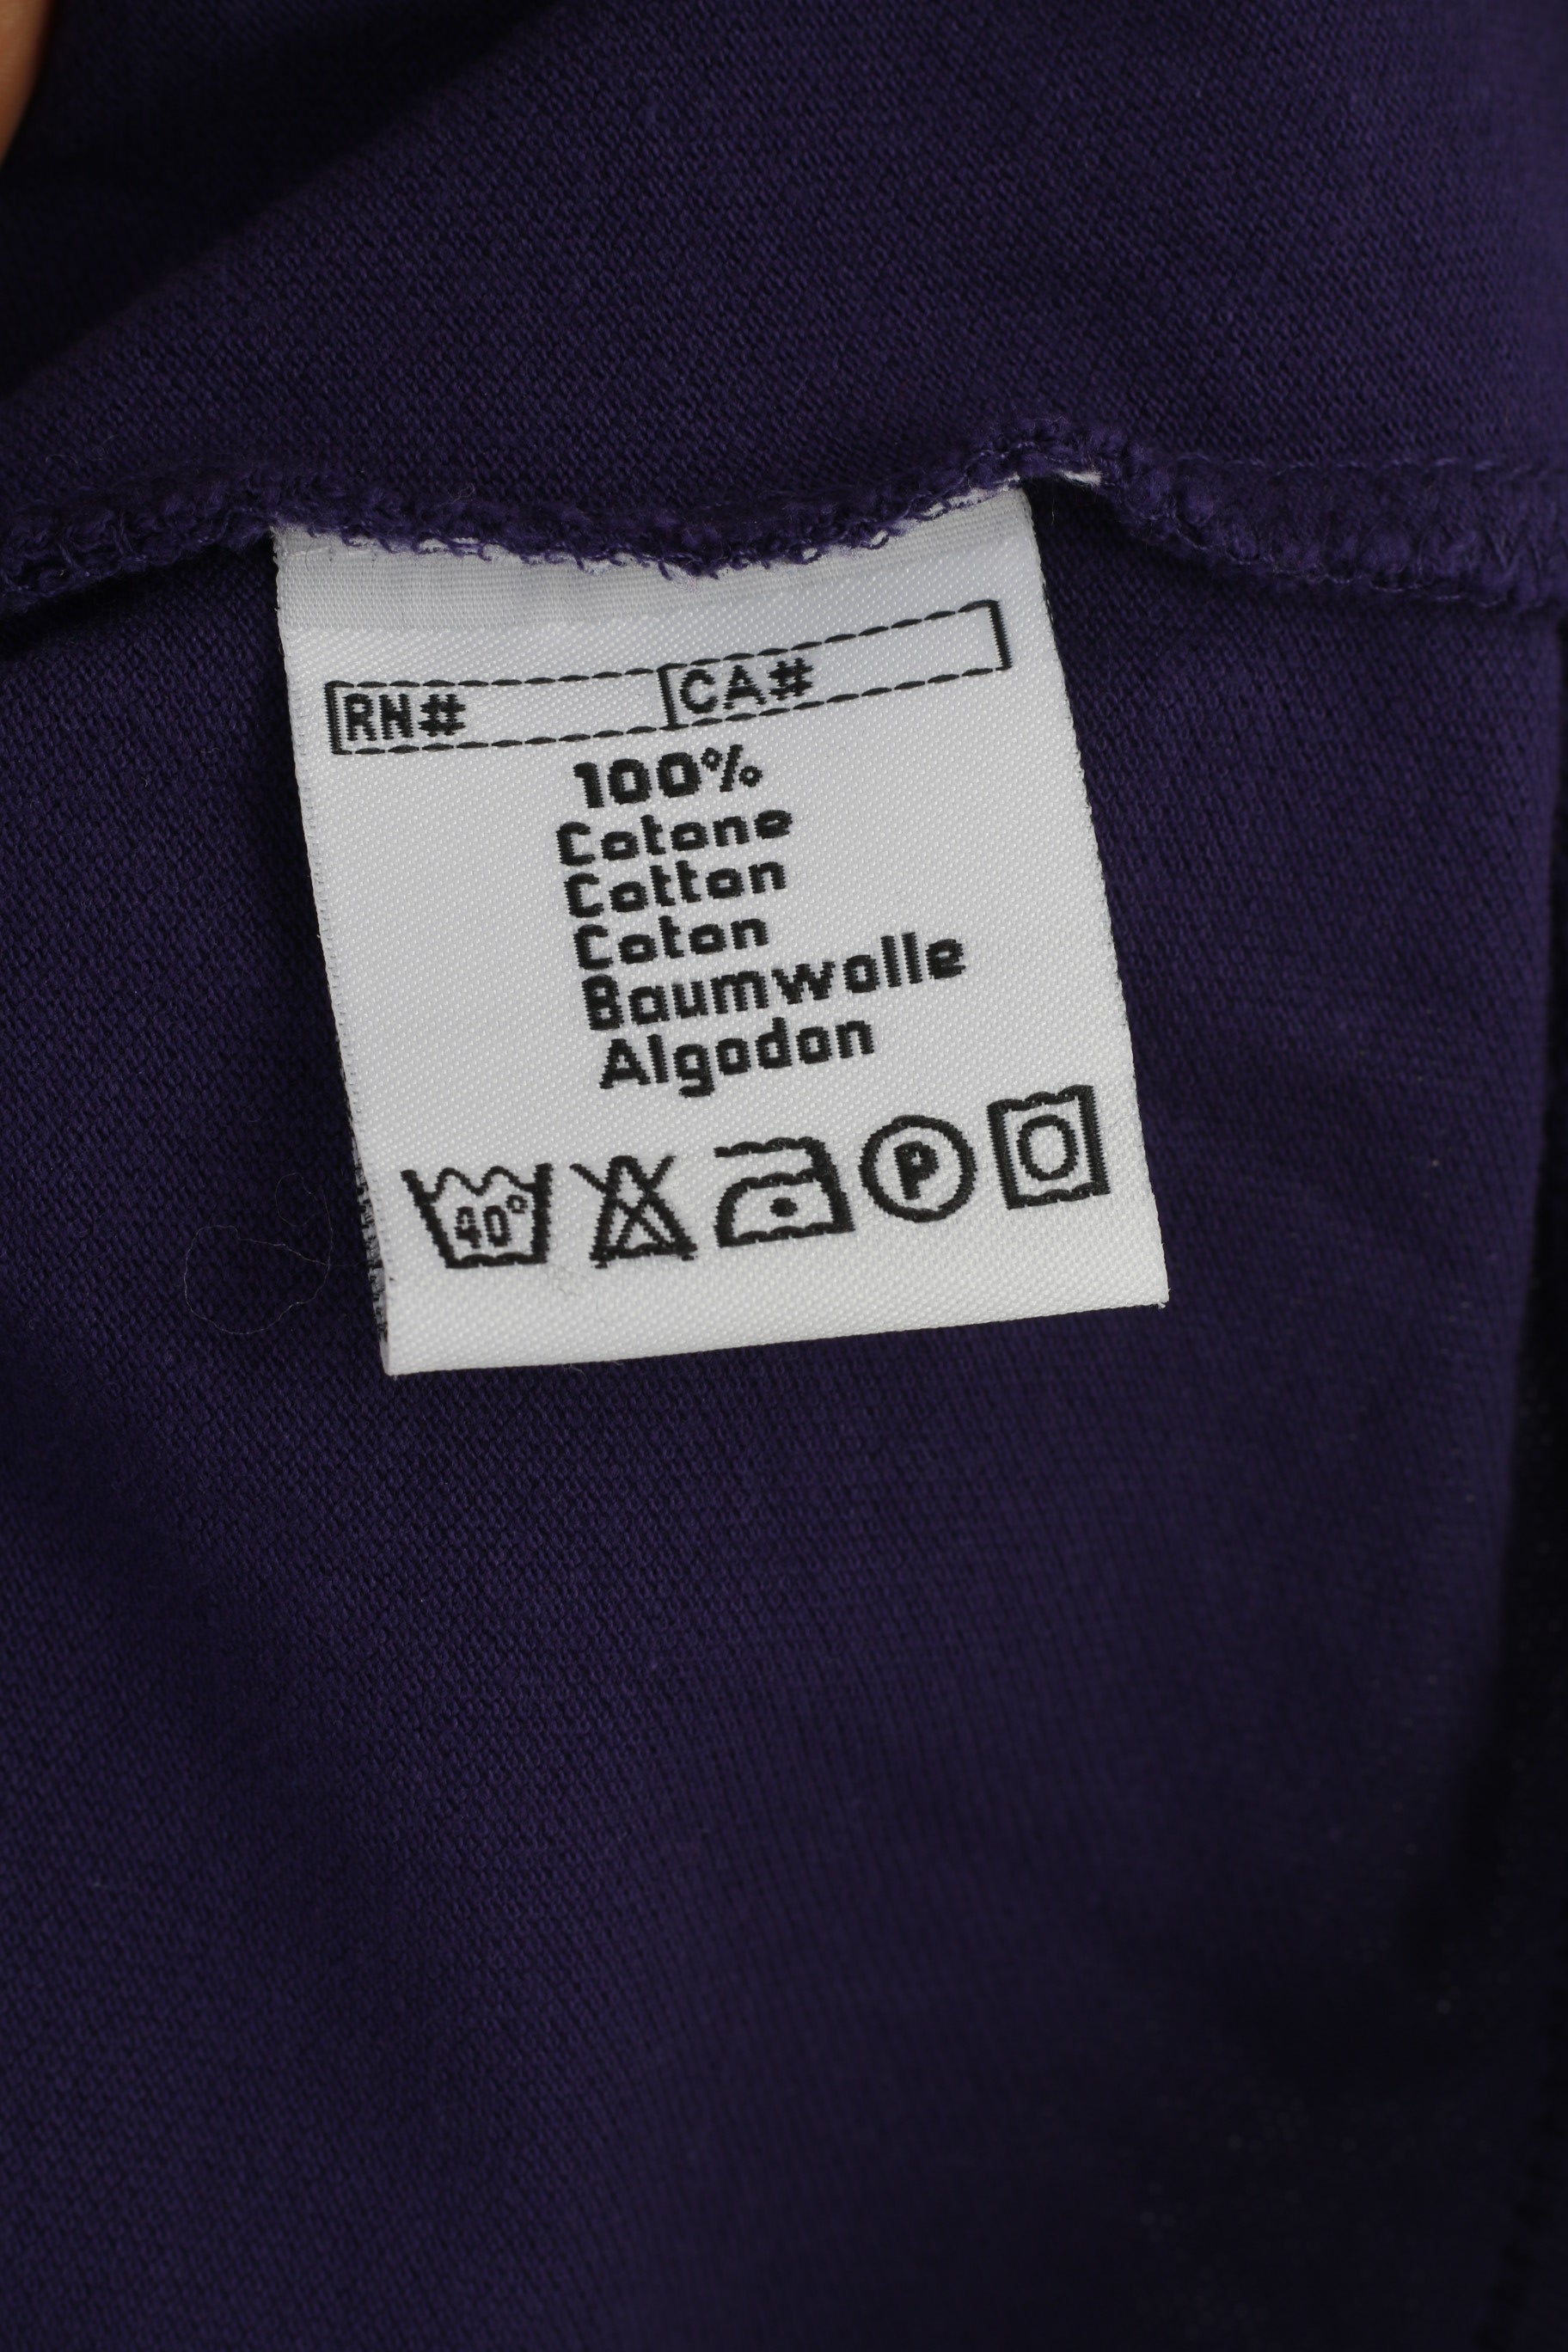 RN# CA#
100%
Cotone
Cotton
Coton
Baumwolle
Algodon
40° P